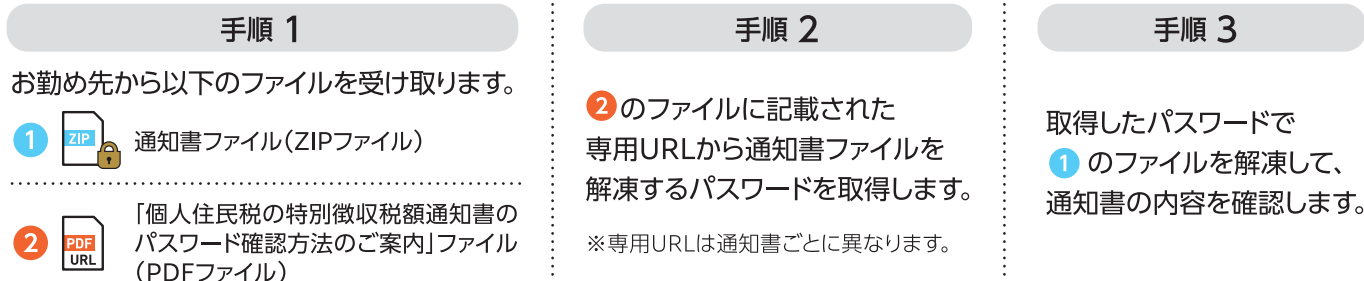 手順 1
お勤め先から以下のファイルを受け取ります。
1 ZIP 通知書ファイル(ZIPファイル)
2 PDF URL 「個人住民税の特別徴収税額通知書の
パスワード確認方法のご案内」ファイル
(PDFファイル)
手順 2
2 のファイルに記載された
専用URLから通知書ファイルを
解凍するパスワードを取得します。
※専用URLは通知書ごとに異なります。
手順 3
取得したパスワードで
1 のファイルを解凍して、
通知書の内容を確認します。